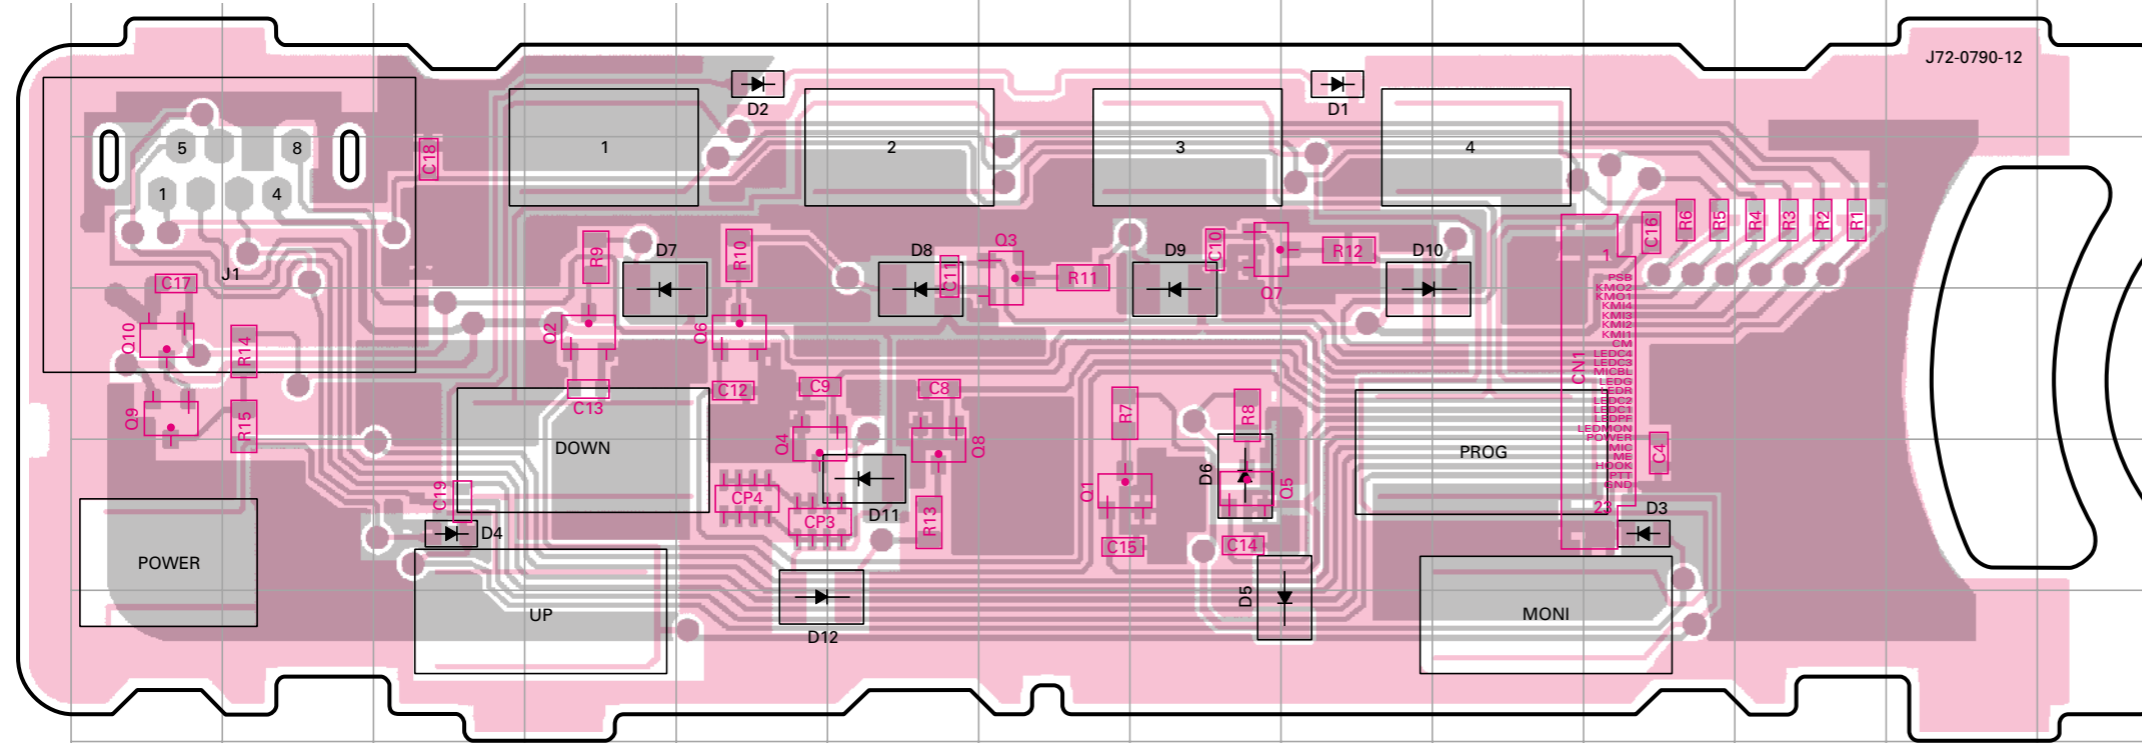 J72-0790-12
D2
D1
5
8
1
4
C18
1
2
3
4
J1
C17
Q10
R14
Q9
R15
R9
D7
R10
Q2
Q6
D8
C11
Q3
R11
D9
C10
Q7
R12
D10
C16
R6
R5
R4
R3
R2
R1
1
PSB
KMO2
KMO1
KMI4
KMI3
KMI2
KMI1
CM
LEDC4
LEDC3
MICBL
LEDG
LEDR
LEDC2
LEDC1
LEDPF
LEDMON
POWER
MIC
ME
HOOK
PTT
GND
23
CN1
C4
C13
C12
C9
C8
DOWN
Q4
Q8
R7
R8
D6
Q5
Q1
PROG
CP4
CP3
D11
R13
C19
D4
C15
C14
D3
POWER
UP
D12
D5
MONI